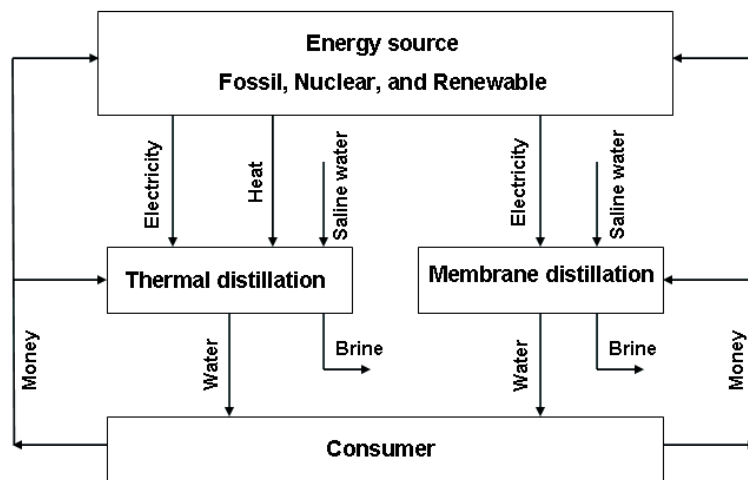 Energy source
Fossil, Nuclear, and Renewable
Electricity
Heat
Saline water
Electricity
Saline water
Thermal distillation
Membrane distillation
Money
Water
Brine
Water
Brine
Money
Consumer